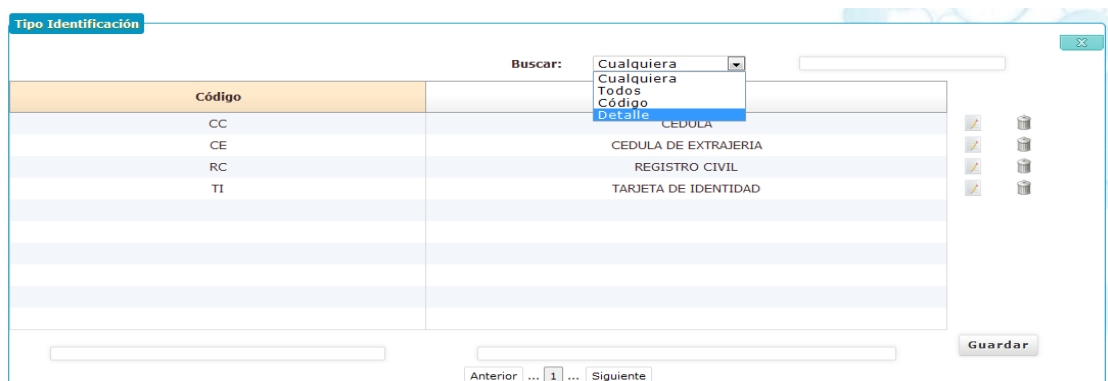 Tipo Identificación
Buscar: Cualquiera
Cualquiera
Todos
Código
Detalle
Código
CC CEDULA
CE CEDULA DE EXTRAJERIA
RC REGISTRO CIVIL
TI TARJETA DE IDENTIDAD
Guardar
Anterior ... 1 ... Siguiente